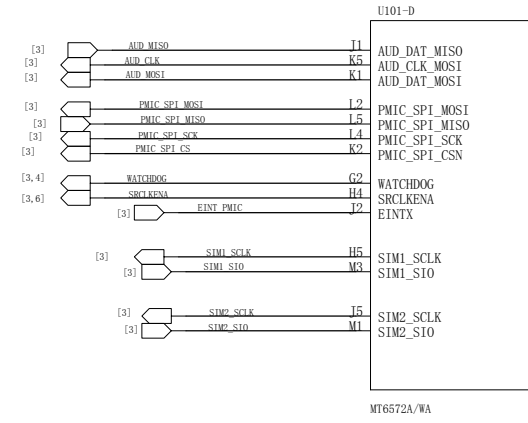 U101-D
[3] AUD_MISO J1 AUD_DAT_MISO
[3] AUD_CLK K5 AUD_CLK_MOSI
[3] AUD_MOSI K1 AUD_DAT_MOSI
[3] PMIC_SPI_MOSI L2 PMIC_SPI_MOSI
[3] PMIC_SPI_MISO L5 PMIC_SPI_MISO
[3] PMIC_SPI_SCK L4 PMIC_SPI_SCK
[3] PMIC_SPI_CS K2 PMIC_SPI_CSN
[3,4] WATCHDOG G2 WATCHDOG
[3,6] SRCLKENA H4 SRCLKENA
[3] EINT_PMIC J2 EINTX
[3] SIM1_SCLK H5 SIM1_SCLK
[3] SIM1_SIO M3 SIM1_SIO
[3] SIM2_SCLK J5 SIM2_SCLK
[3] SIM2_SIO M1 SIM2_SIO
MT6572A/WA